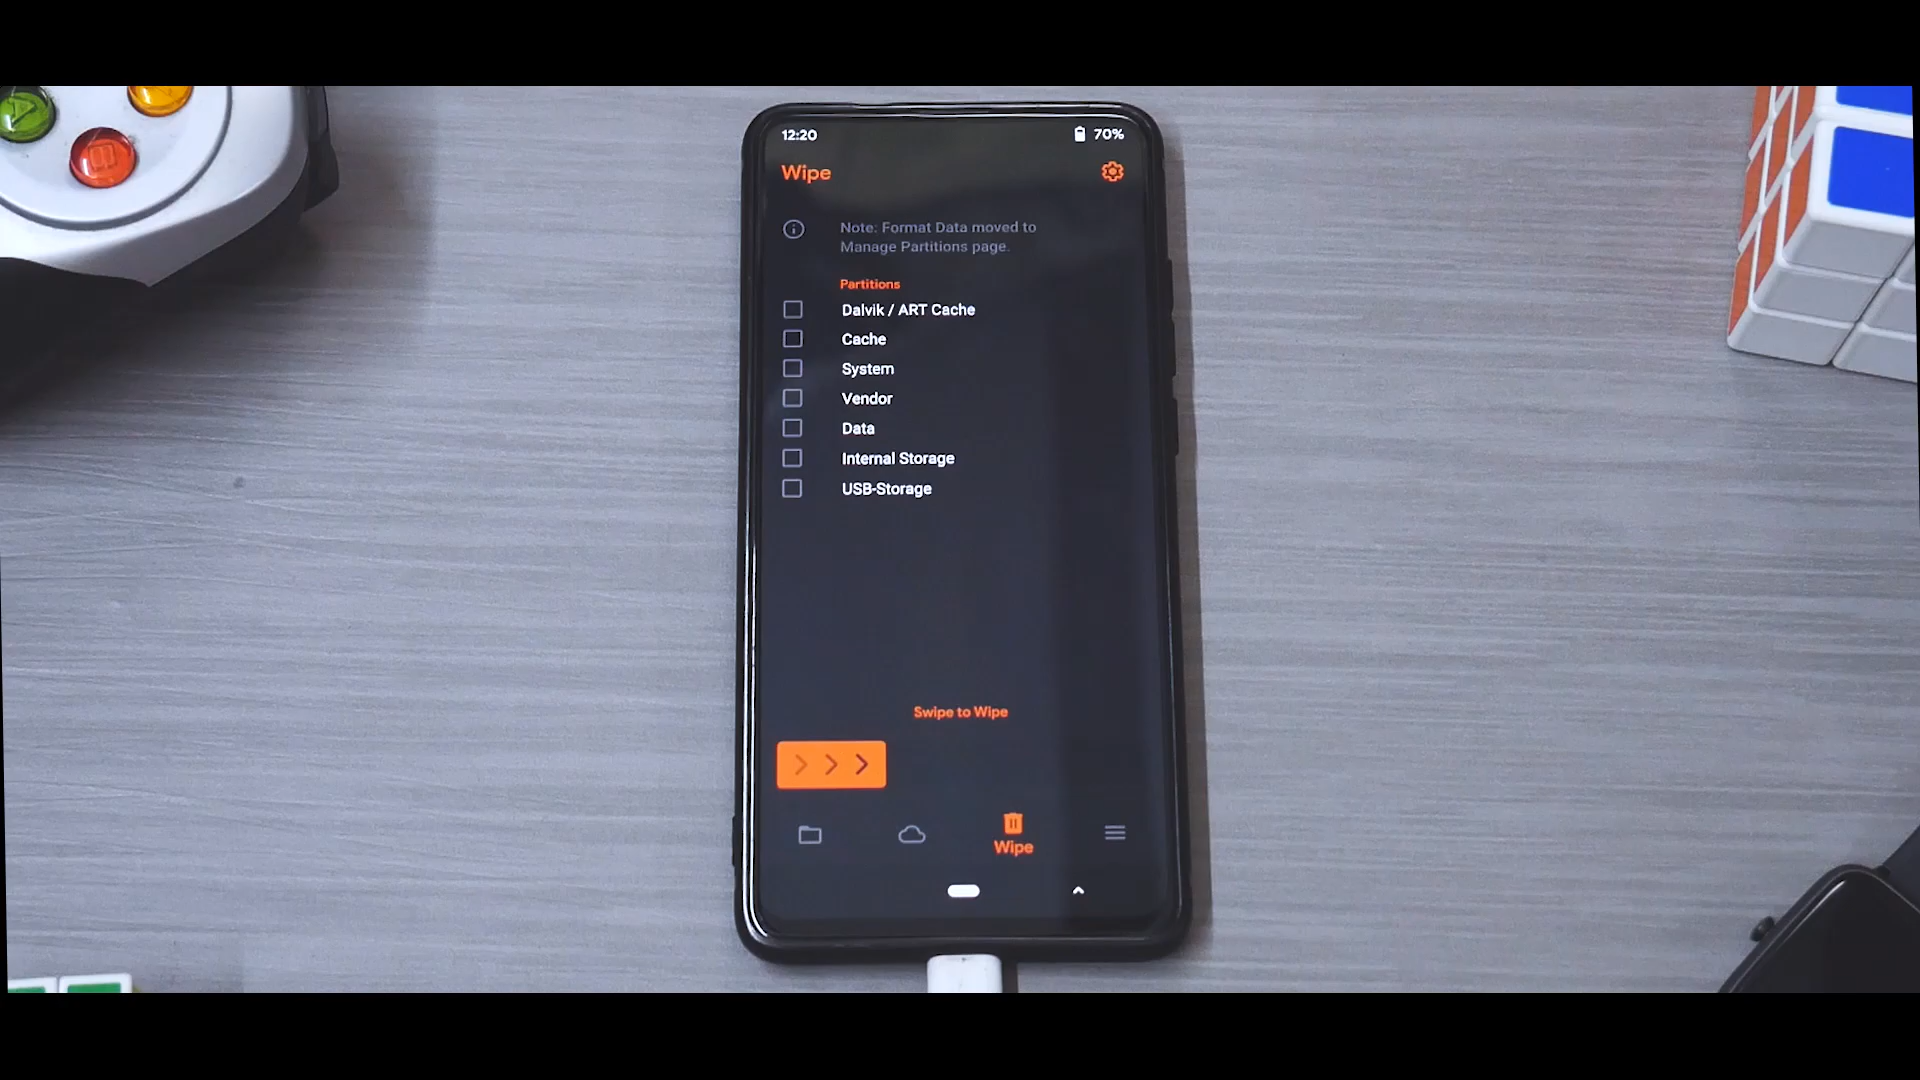 12:20
70%
Wipe
Note: Format Data moved to
Manage Partitions page.
Partitions
Dalvik / ART Cache
Cache
System
Vendor
Data
Internal Storage
USB-Storage
Swipe to Wipe
Wipe